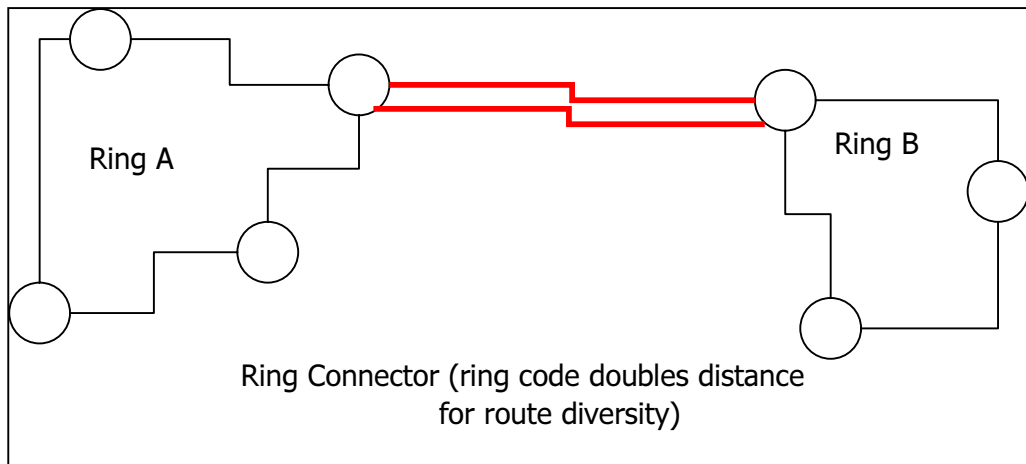 Ring A
Ring B
Ring Connector (ring code doubles distance
for route diversity)